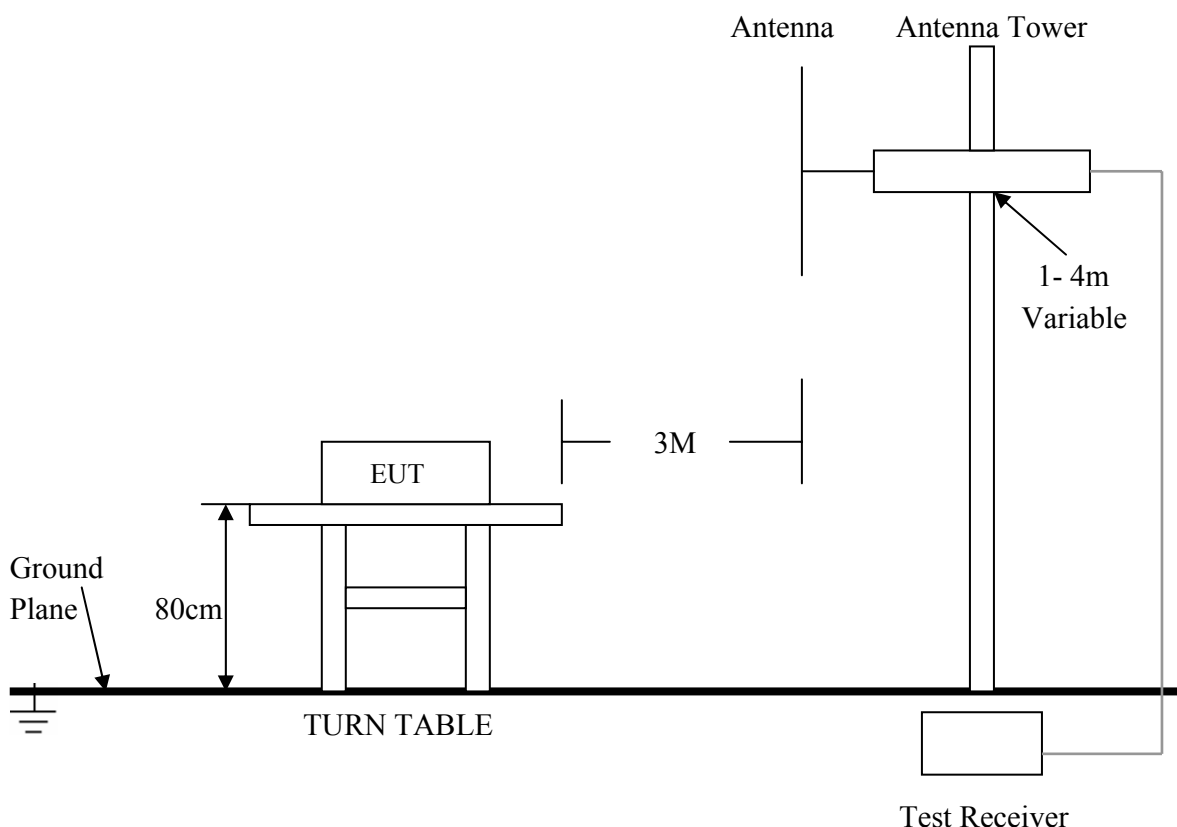 Antenna
Antenna Tower
1- 4m
Variable
3M
EUT
Ground
Plane
80cm
TURN TABLE
Test Receiver